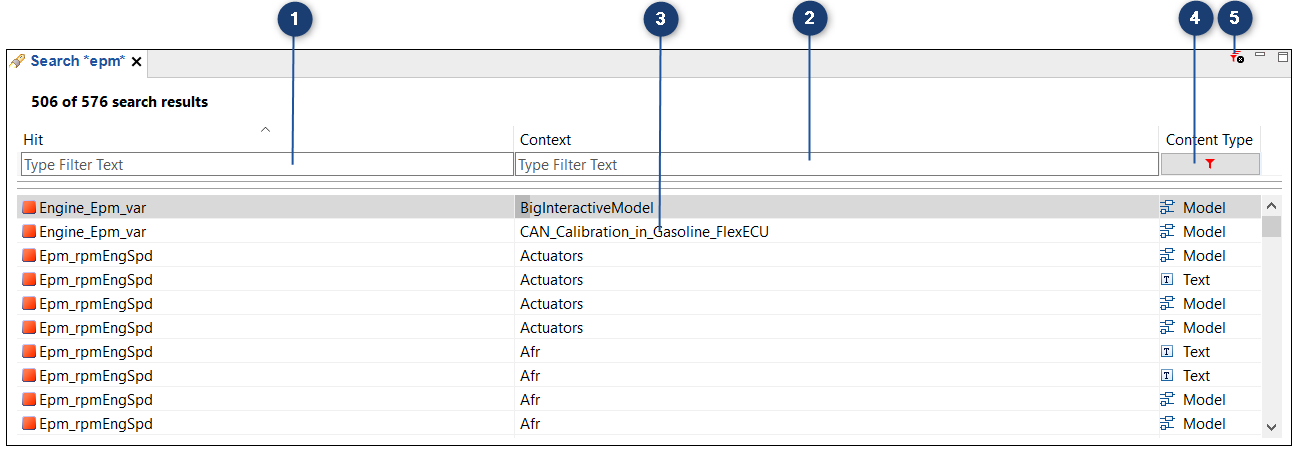 1 3 2 4 5
Search *epm*
506 of 576 search results
Hit Context Content Type
Type Filter Text Type Filter Text
Engine_Epm_var BigInteractiveModel Model
Engine_Epm_var CAN_Calibration_in_Gasoline_FlexECU Model
Epm_rpmEngSpd Actuators Model
Epm_rpmEngSpd Actuators T Text
Epm_rpmEngSpd Actuators Model
Epm_rpmEngSpd Actuators Model
Epm_rpmEngSpd Afr T Text
Epm_rpmEngSpd Afr T Text
Epm_rpmEngSpd Afr Model
Epm_rpmEngSpd Afr Model